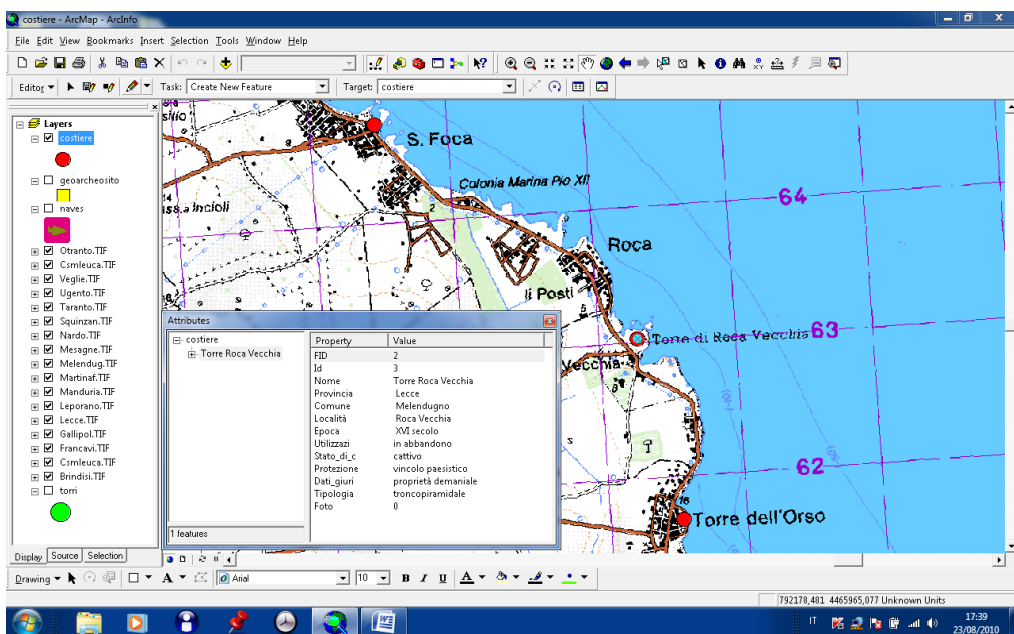 costiere - ArcMap - ArcInfo
File Edit View Bookmarks Insert Selection Tools Window Help
Editor Task: Create New Feature Target: costiere
Layers
costiere
geoarcheosito
naves
Otranto.TIF
Csmleuca.TIF
Veglie.TIF
Ugento.TIF
Taranto.TIF
Squinzan.TIF
Nardo.TIF
Mesagne.TIF
Melendug.TIF
Martinaf.TIF
Manduria.TIF
Leporano.TIF
Lecce.TIF
Gallipol.TIF
Francavi.TIF
Csmleuca.TIF
Brindisi.TIF
torri
Display Source Selection
S. Foca
Colonia Marina Pio XII
64
Incioli
2
Roca
li Posti
5
Torre di Roca Vecchia 63
Vecchia
5
62
16
Torre dell'Orso
Attributes
costiere
Torre Roca Vecchia
Property Value
FID 2
Id 3
Nome Torre Roca Vecchia
Provincia Lecce
Comune Melendugno
Località Roca Vecchia
Epoca XVI secolo
Utilizzazi in abbandono
Stato_di_c cattivo
Protezione vincolo paesistico
Dati_giuri proprietà demaniale
Tipologia troncopiramidale
Foto 0
1 features
Drawing A Arial 10 B I U A
792178,481 4465965,077 Unknown Units
IT 17:39
23/08/2010